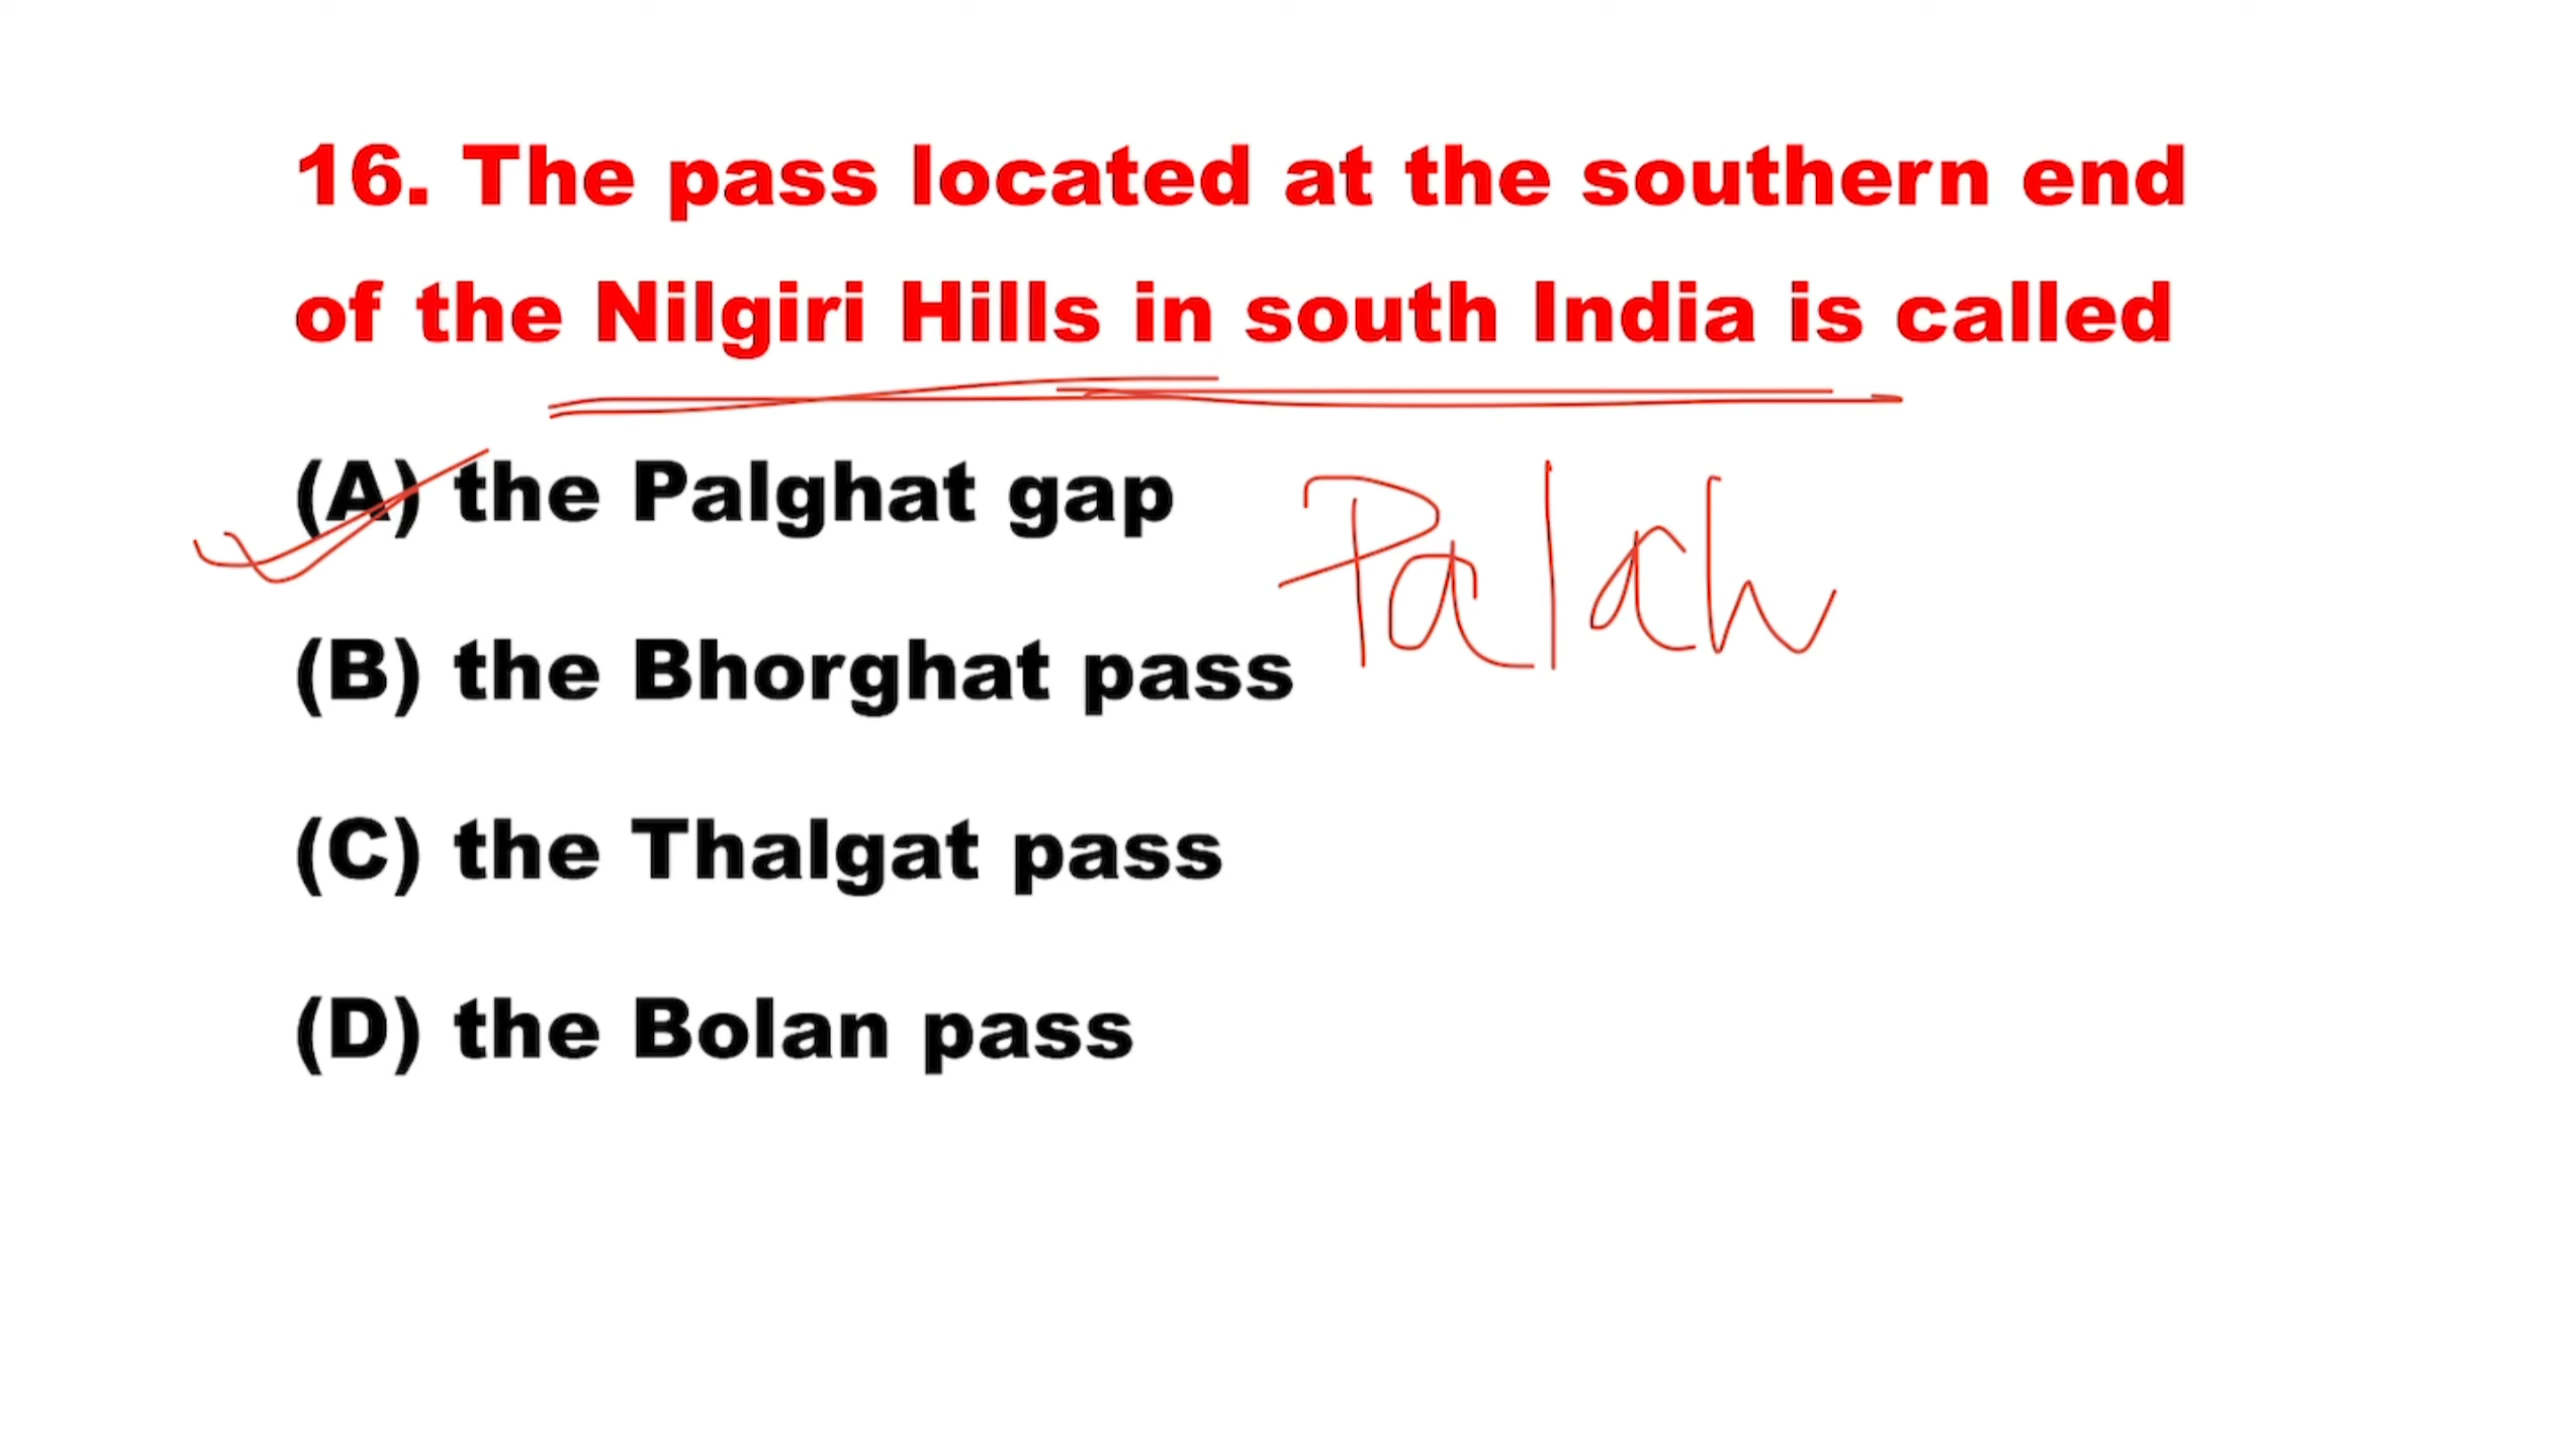 16. The pass located at the southern end
of the Nilgiri Hills in south India is called
(A) the Palghat gap
(B) the Bhorghat pass
(C) the Thalgat pass
(D) the Bolan pass